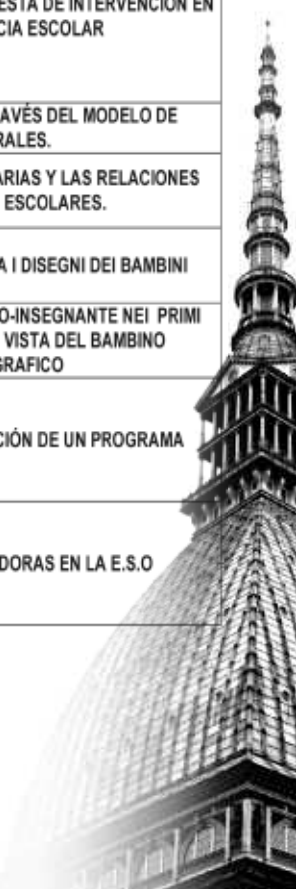 ESTA DE INTERVENCIÓN EN
CIA ESCOLAR
AVÉS DEL MODELO DE
RALES.
ARIAS Y LAS RELACIONES
ESCOLARES.
A I DISEGNI DEI BAMBINI
O-INSEGNANTE NEI PRIMI
VISTA DEL BAMBINO
GRAFICO
CIÓN DE UN PROGRAMA
DORAS EN LA E.S.O